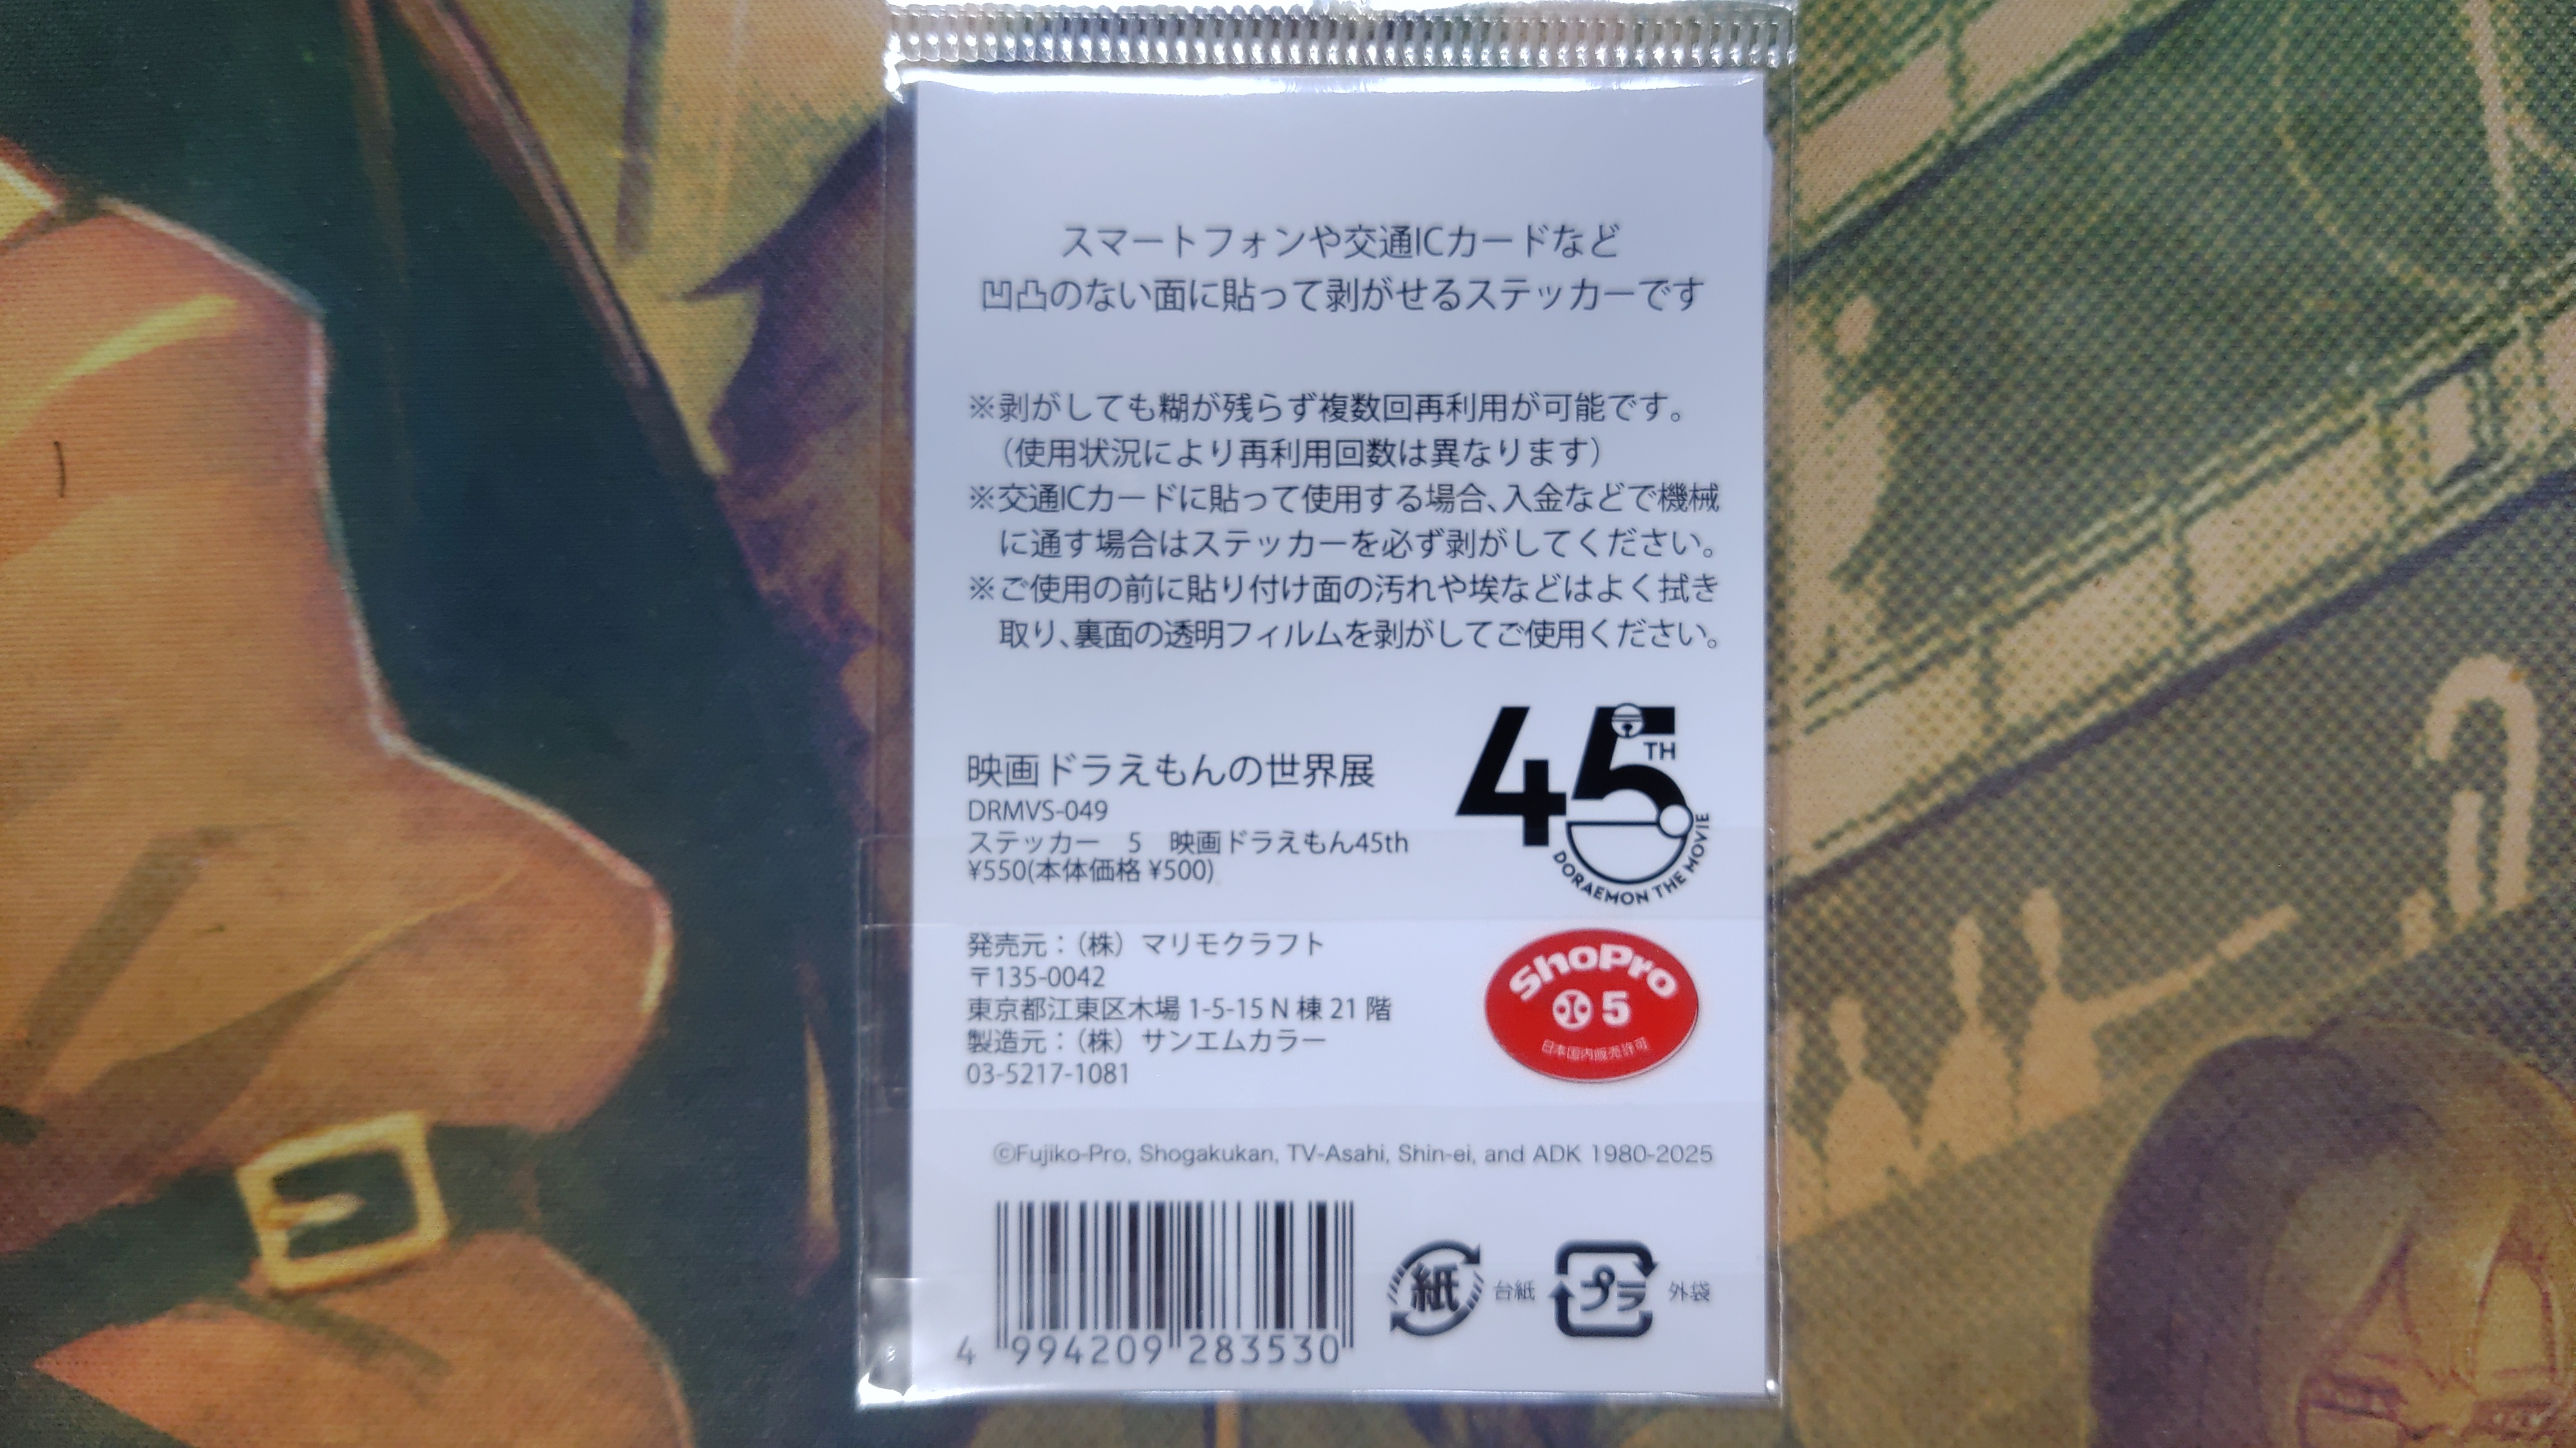 スマートフォンや交通ICカードなど
凹凸のない面に貼って剥がせるステッカーです
※剥がしても糊が残らず複数回再利用が可能です。
（使用状況により再利用回数は異なります）
※交通ICカードに貼って使用する場合、入金などで機械
に通す場合はステッカーを必ず剥がしてください。
※ご使用の前に貼り付け面の汚れや埃などはよく拭き
取り、裏面の透明フィルムを剥がしてご使用ください。
45TH
DORAEMON THE MOVIE
映画ドラえもんの世界展
DRMVS-049
ステッカー　5　映画ドラえもん45th
¥550(本体価格 ¥500)
発売元：（株）マリモクラフト
〒135-0042
東京都江東区木場 1-5-15 N 棟 21 階
製造元：（株）サンエムカラー
03-5217-1081
ShoPro
5
日本国内販売許可
©Fujiko-Pro, Shogakukan, TV-Asahi, Shin-ei, and ADK 1980-2025
4 994209 283530
紙 台紙 プラ 外袋